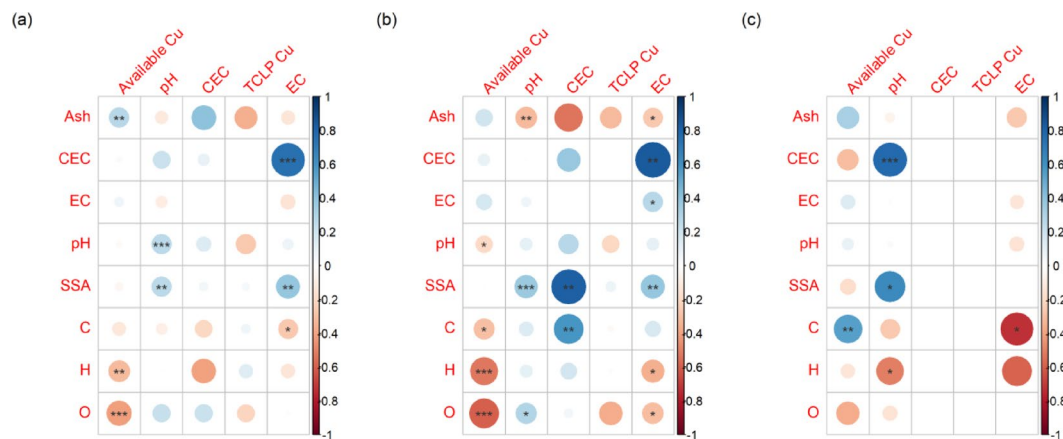 (a)
(b)
(c)
Available Cu
pH
CEC
TCLP Cu
EC
Available Cu
pH
CEC
TCLP Cu
EC
Available Cu
pH
CEC
TCLP Cu
EC
Ash
**
CEC
***
EC
pH
***
SSA
**
**
C
*
H
**
O
***
1
0.8
0.6
0.4
0.2
0
-0.2
-0.4
-0.6
-0.8
-1
Ash
**
*
CEC
**
EC
*
pH
*
SSA
***
**
**
C
*
**
H
***
*
O
***
*
*
1
0.8
0.6
0.4
0.2
0
-0.2
-0.4
-0.6
-0.8
-1
Ash
CEC
***
EC
pH
SSA
*
C
**
*
H
*
O
1
0.8
0.6
0.4
0.2
0
-0.2
-0.4
-0.6
-0.8
-1